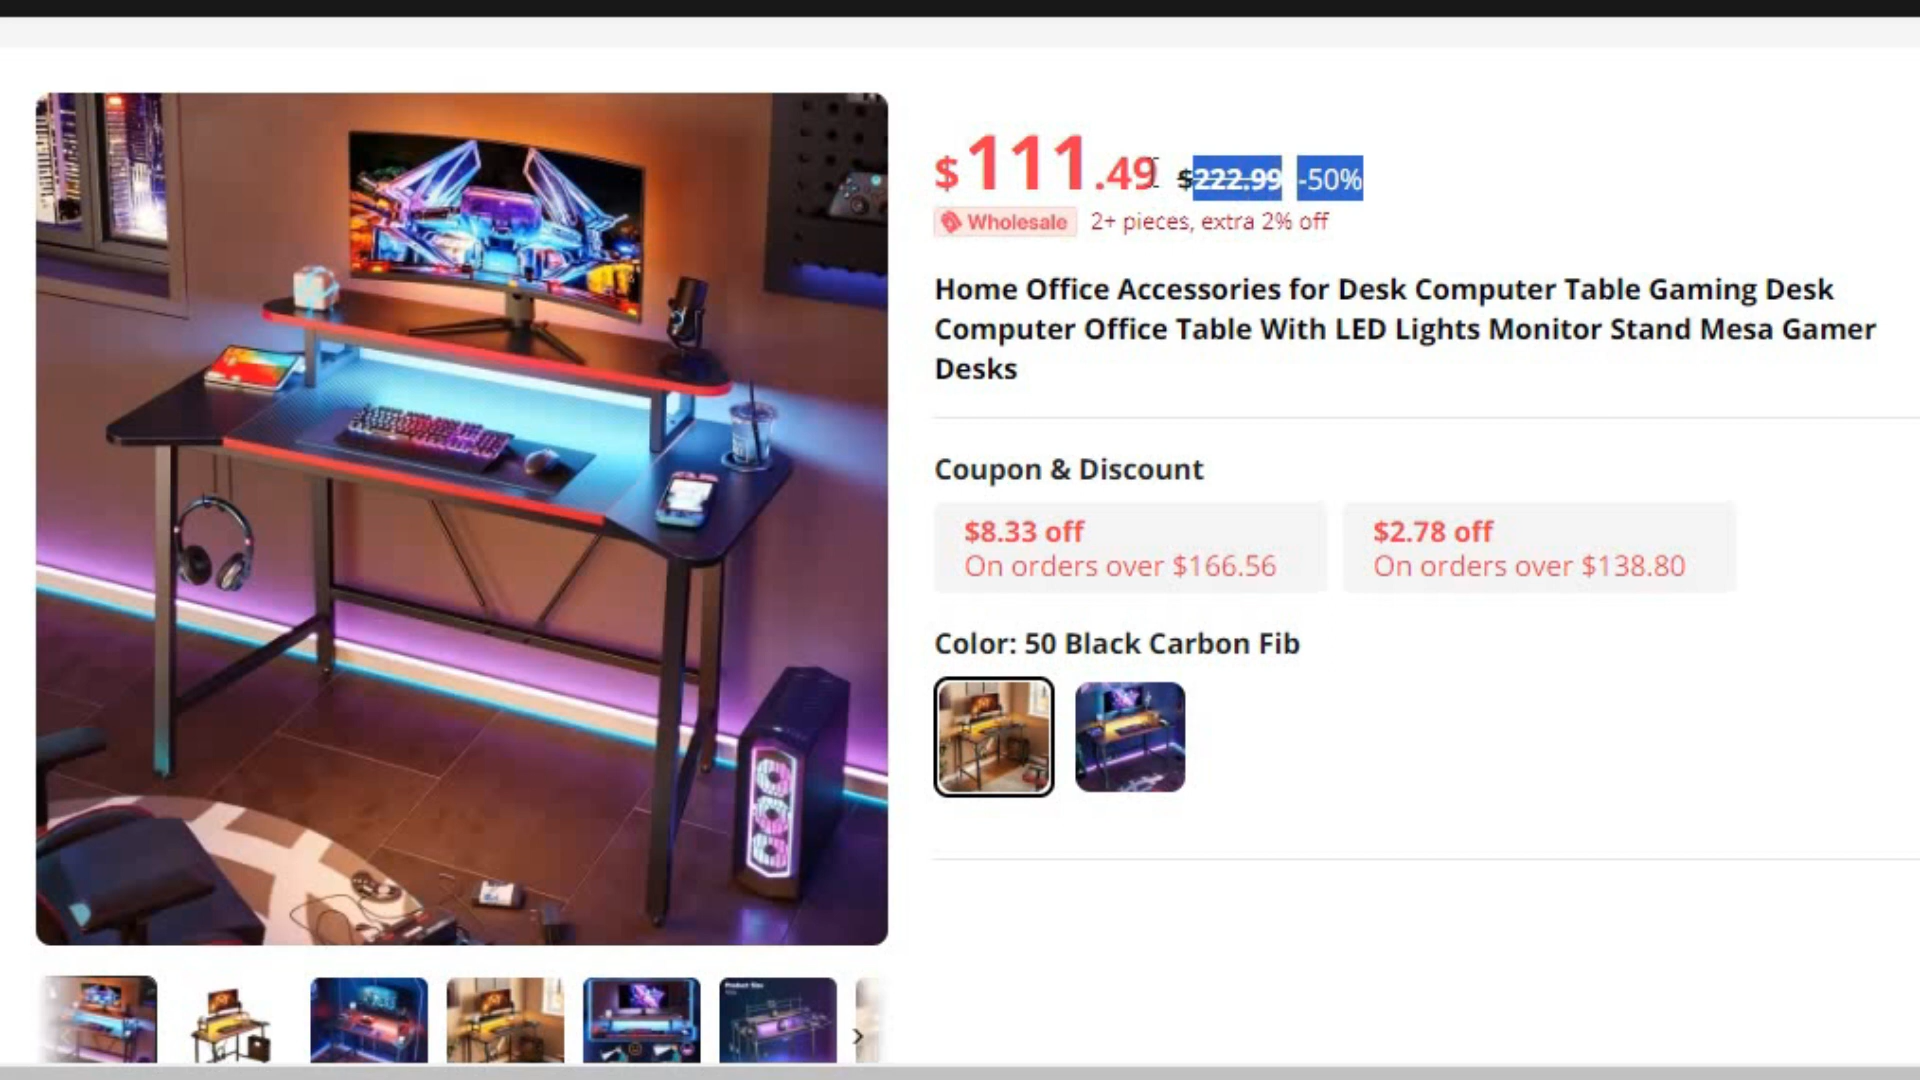 $111.49 $222.99 -50%
Wholesale 2+ pieces, extra 2% off
Home Office Accessories for Desk Computer Table Gaming Desk
Computer Office Table With LED Lights Monitor Stand Mesa Gamer
Desks
Coupon & Discount
$8.33 off $2.78 off
On orders over $166.56 On orders over $138.80
Color: 50 Black Carbon Fib
Product Size